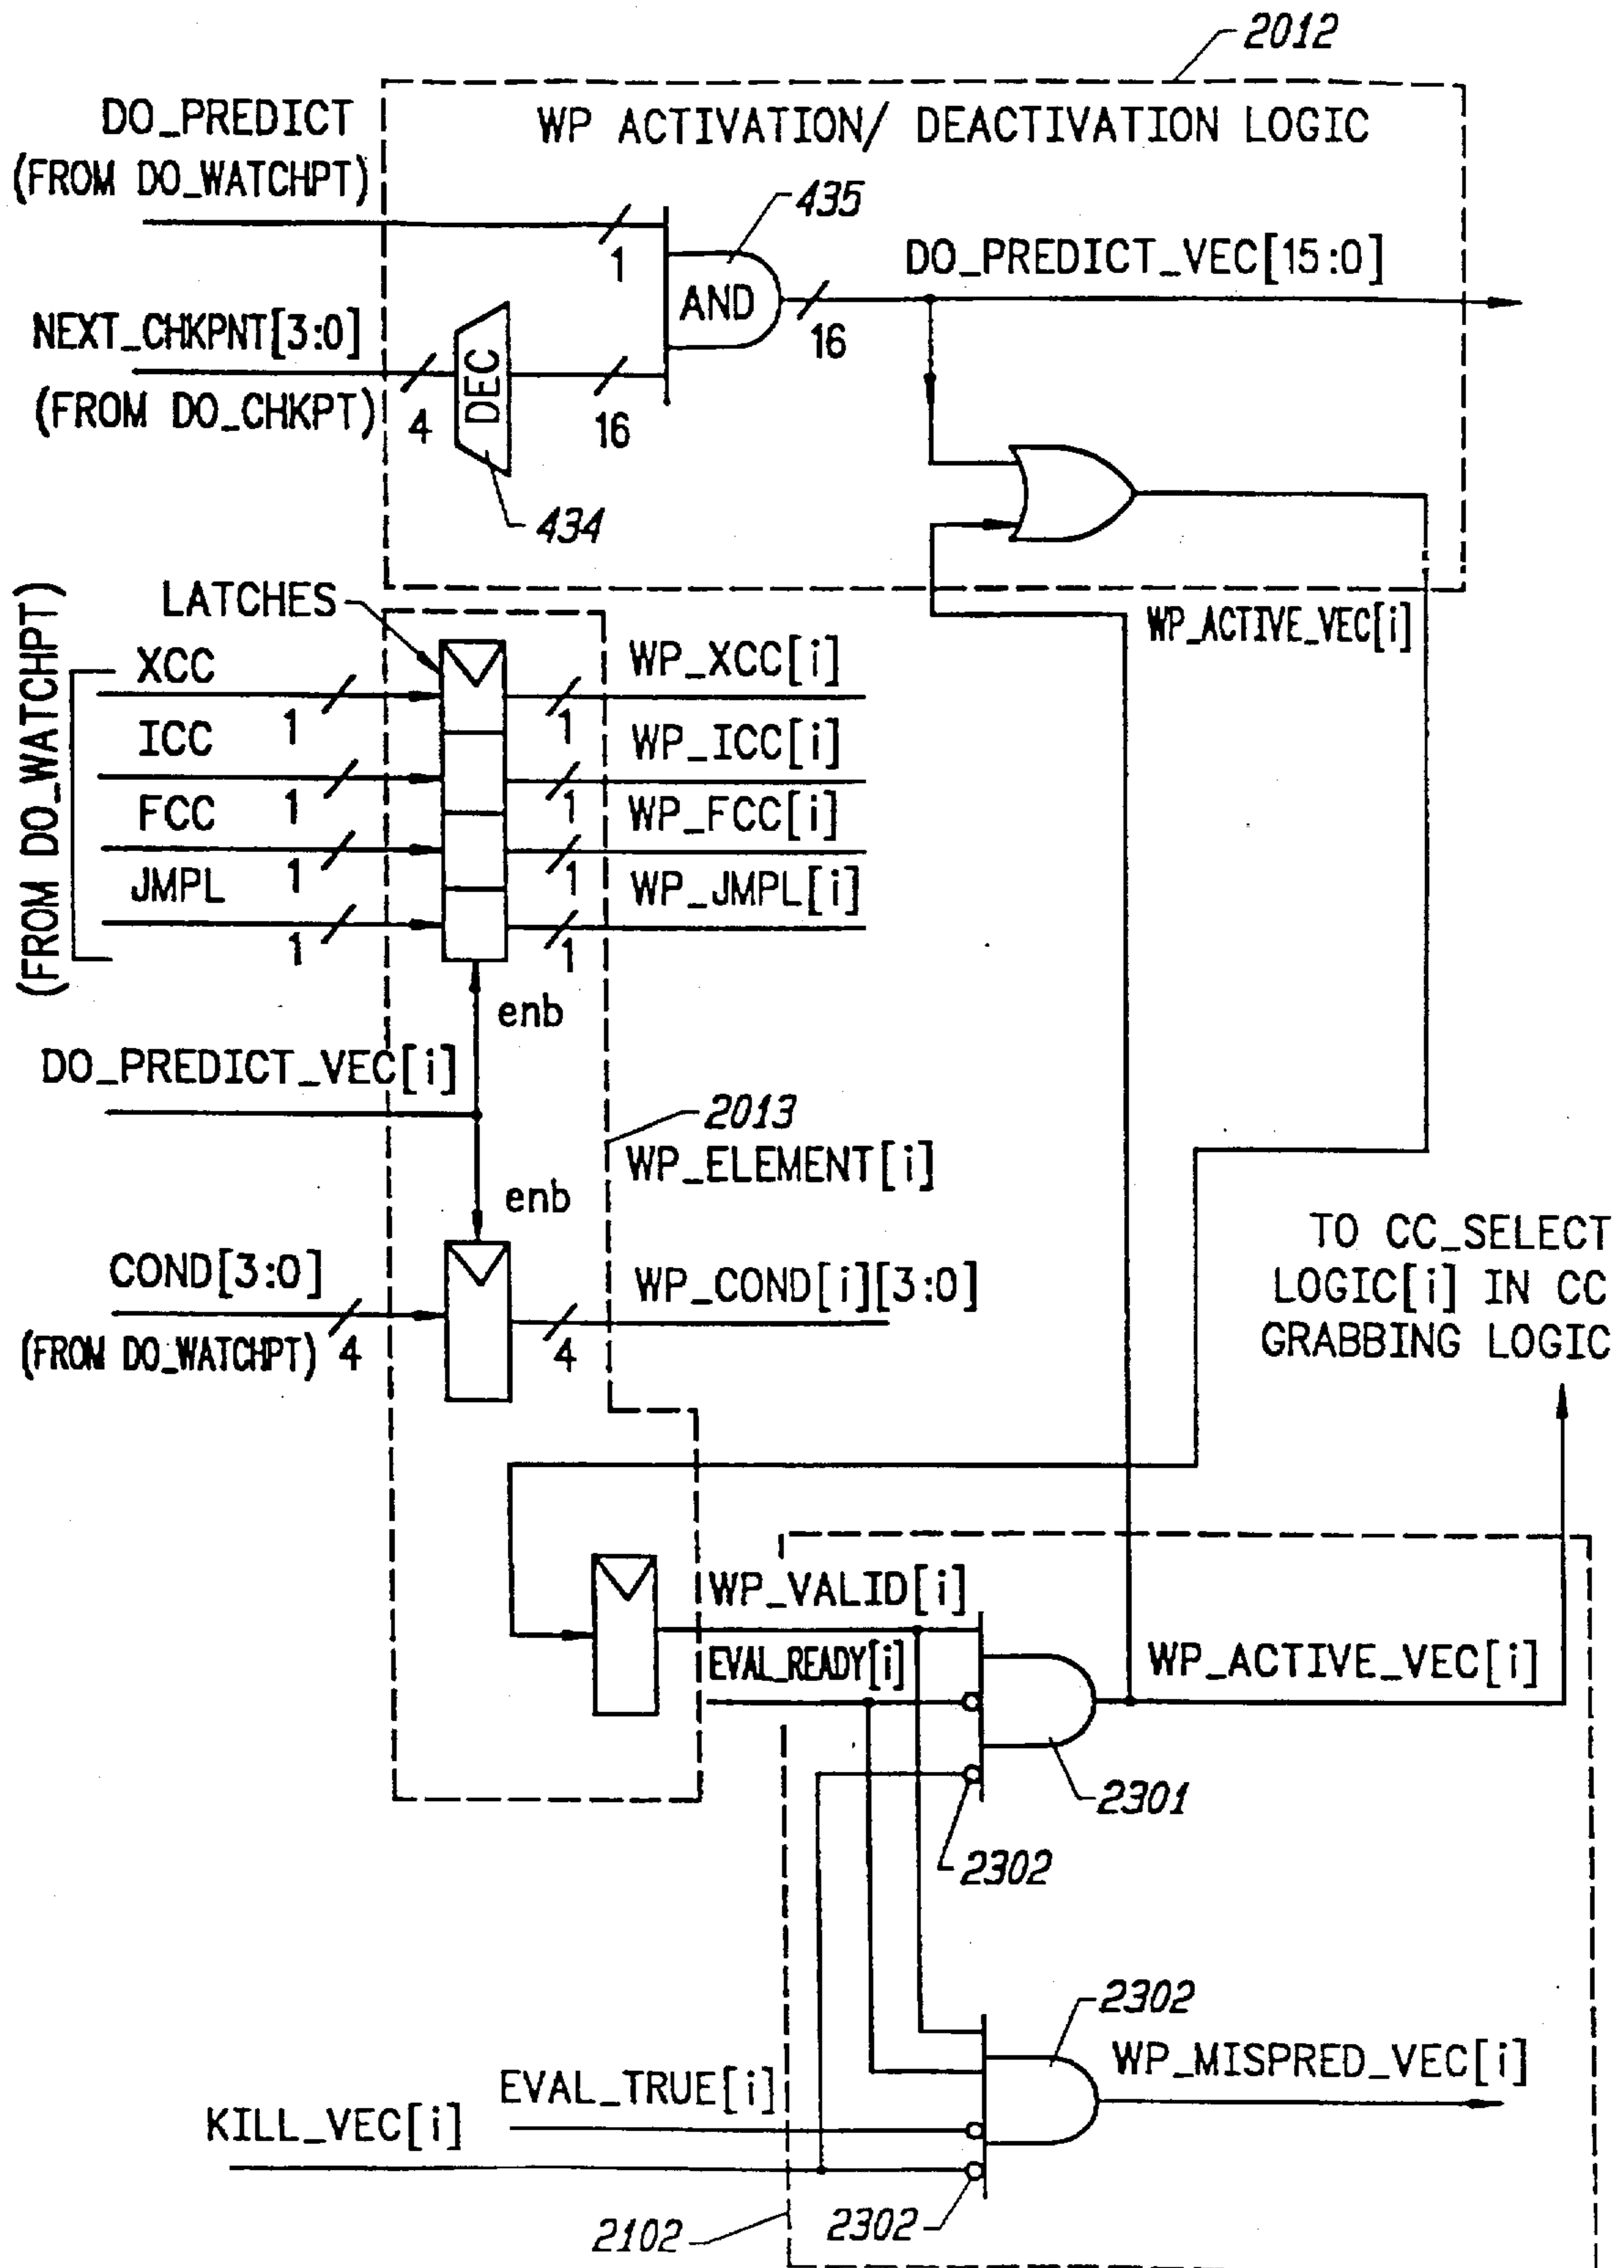 2012
DO_PREDICT
(FROM DO_WATCHPT)
WP ACTIVATION/ DEACTIVATION LOGIC
435
1
AND
16
DO_PREDICT_VEC[15:0]
NEXT_CHKPNT[3:0]
(FROM DO_CHKPT)
4
DEC
16
434
WP_ACTIVE_VEC[i]
LATCHES
(FROM DO_WATCHPT)
XCC
1
WP_XCC[i]
1
ICC
1
WP_ICC[i]
1
FCC
1
WP_FCC[i]
1
JMPL
1
WP_JMPL[i]
1
enb
DO_PREDICT_VEC[i]
2013
WP_ELEMENT[i]
enb
COND[3:0]
(FROM DO_WATCHPT)
4
WP_COND[i][3:0]
4
TO CC_SELECT
LOGIC[i] IN CC
GRABBING LOGIC
WP_VALID[i]
EVAL_READY[i]
WP_ACTIVE_VEC[i]
2301
2302
2302
WP_MISPRED_VEC[i]
EVAL_TRUE[i]
KILL_VEC[i]
2102
2302